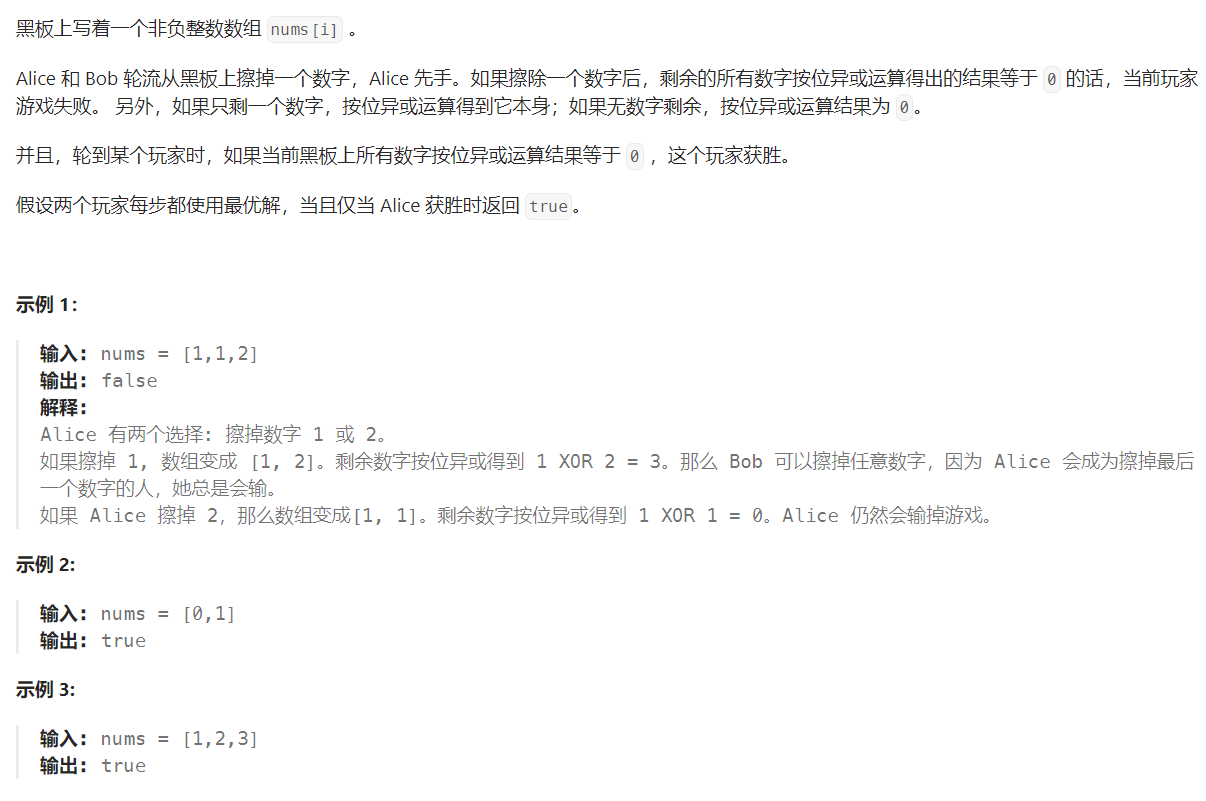 黑板上写着一个非负整数数组 nums[i] 。
Alice 和 Bob 轮流从黑板上擦掉一个数字，Alice 先手。如果擦除一个数字后，剩余的所有数字按位异或运算得出的结果等于 0 的话，当前玩家
游戏失败。 另外，如果只剩一个数字，按位异或运算得到它本身；如果无数字剩余，按位异或运算结果为 0。
并且，轮到某个玩家时，如果当前黑板上所有数字按位异或运算结果等于 0 ，这个玩家获胜。
假设两个玩家每步都使用最优解，当且仅当 Alice 获胜时返回 true。
示例 1：
输入： nums = [1,1,2]
输出： false
解释：
Alice 有两个选择: 擦掉数字 1 或 2。
如果擦掉 1, 数组变成 [1, 2]。剩余数字按位异或得到 1 XOR 2 = 3。那么 Bob 可以擦掉任意数字，因为 Alice 会成为擦掉最后
一个数字的人，她总是会输。
如果 Alice 擦掉 2，那么数组变成[1, 1]。剩余数字按位异或得到 1 XOR 1 = 0。Alice 仍然会输掉游戏。
示例 2:
输入： nums = [0,1]
输出： true
示例 3:
输入： nums = [1,2,3]
输出： true